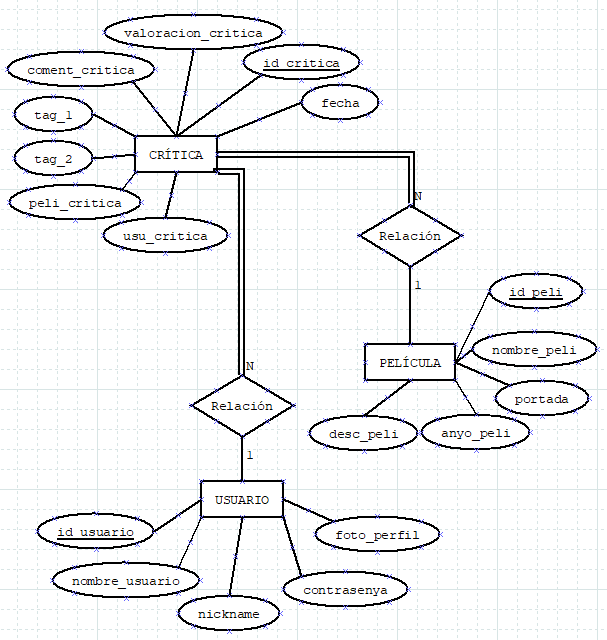 valoracion_critica
coment_critica
id_critica
fecha
tag_1
tag_2
CRÍTICA
peli_critica
usu_critica
N
Relación
1
id_peli
nombre_peli
PELÍCULA
portada
desc_peli
anyo_peli
N
Relación
1
USUARIO
id_usuario
foto_perfil
nombre_usuario
contrasenya
nickname